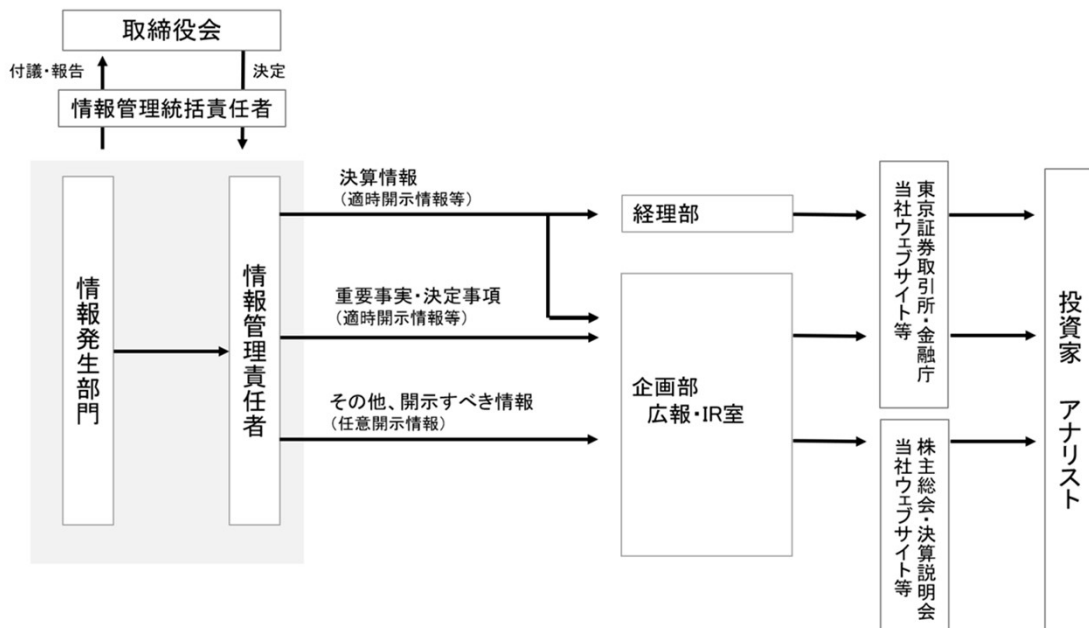 取締役会
付議・報告
決定
情報管理統括責任者
情報発生部門
情報管理責任者
決算情報
（適時開示情報等）
重要事実・決定事項
（適時開示情報等）
その他、開示すべき情報
（任意開示情報）
経理部
企画部
広報・IR室
東京証券取引所・金融庁
当社ウェブサイト等
株主総会・決算説明会
当社ウェブサイト等
投資家　アナリスト